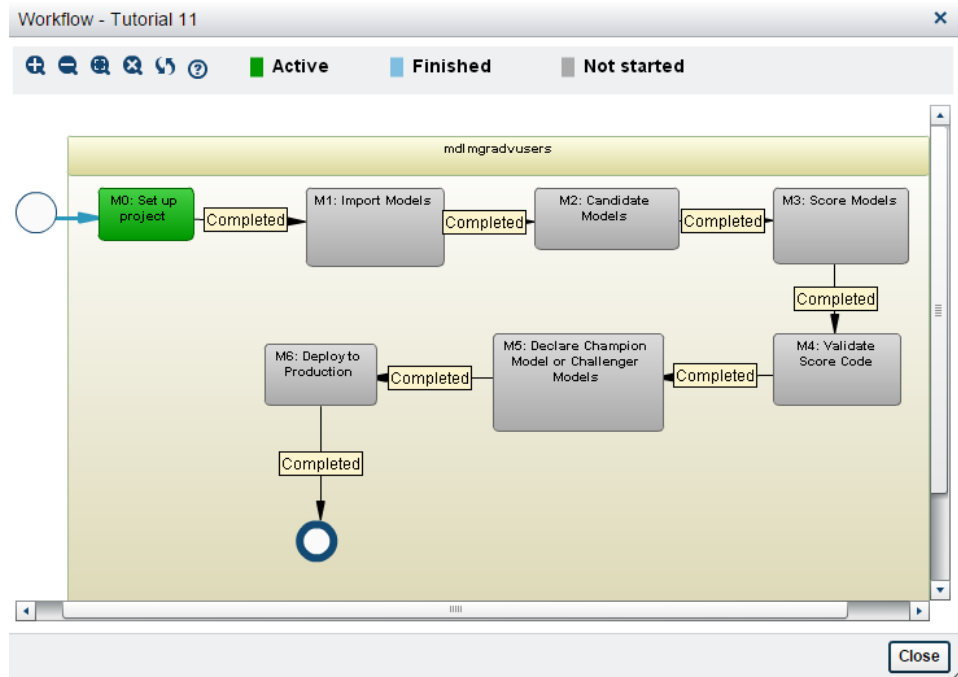 Workflow - Tutorial 11
Active
Finished
Not started
mdlmgradvusers
M0: Set up
project
Completed
M1: Import Models
Completed
M2: Candidate
Models
Completed
M3: Score Models
Completed
M4: Validate
Score Code
Completed
M5: Declare Champion
Model or Challenger
Models
Completed
M6: Deploy to
Production
Completed
Close